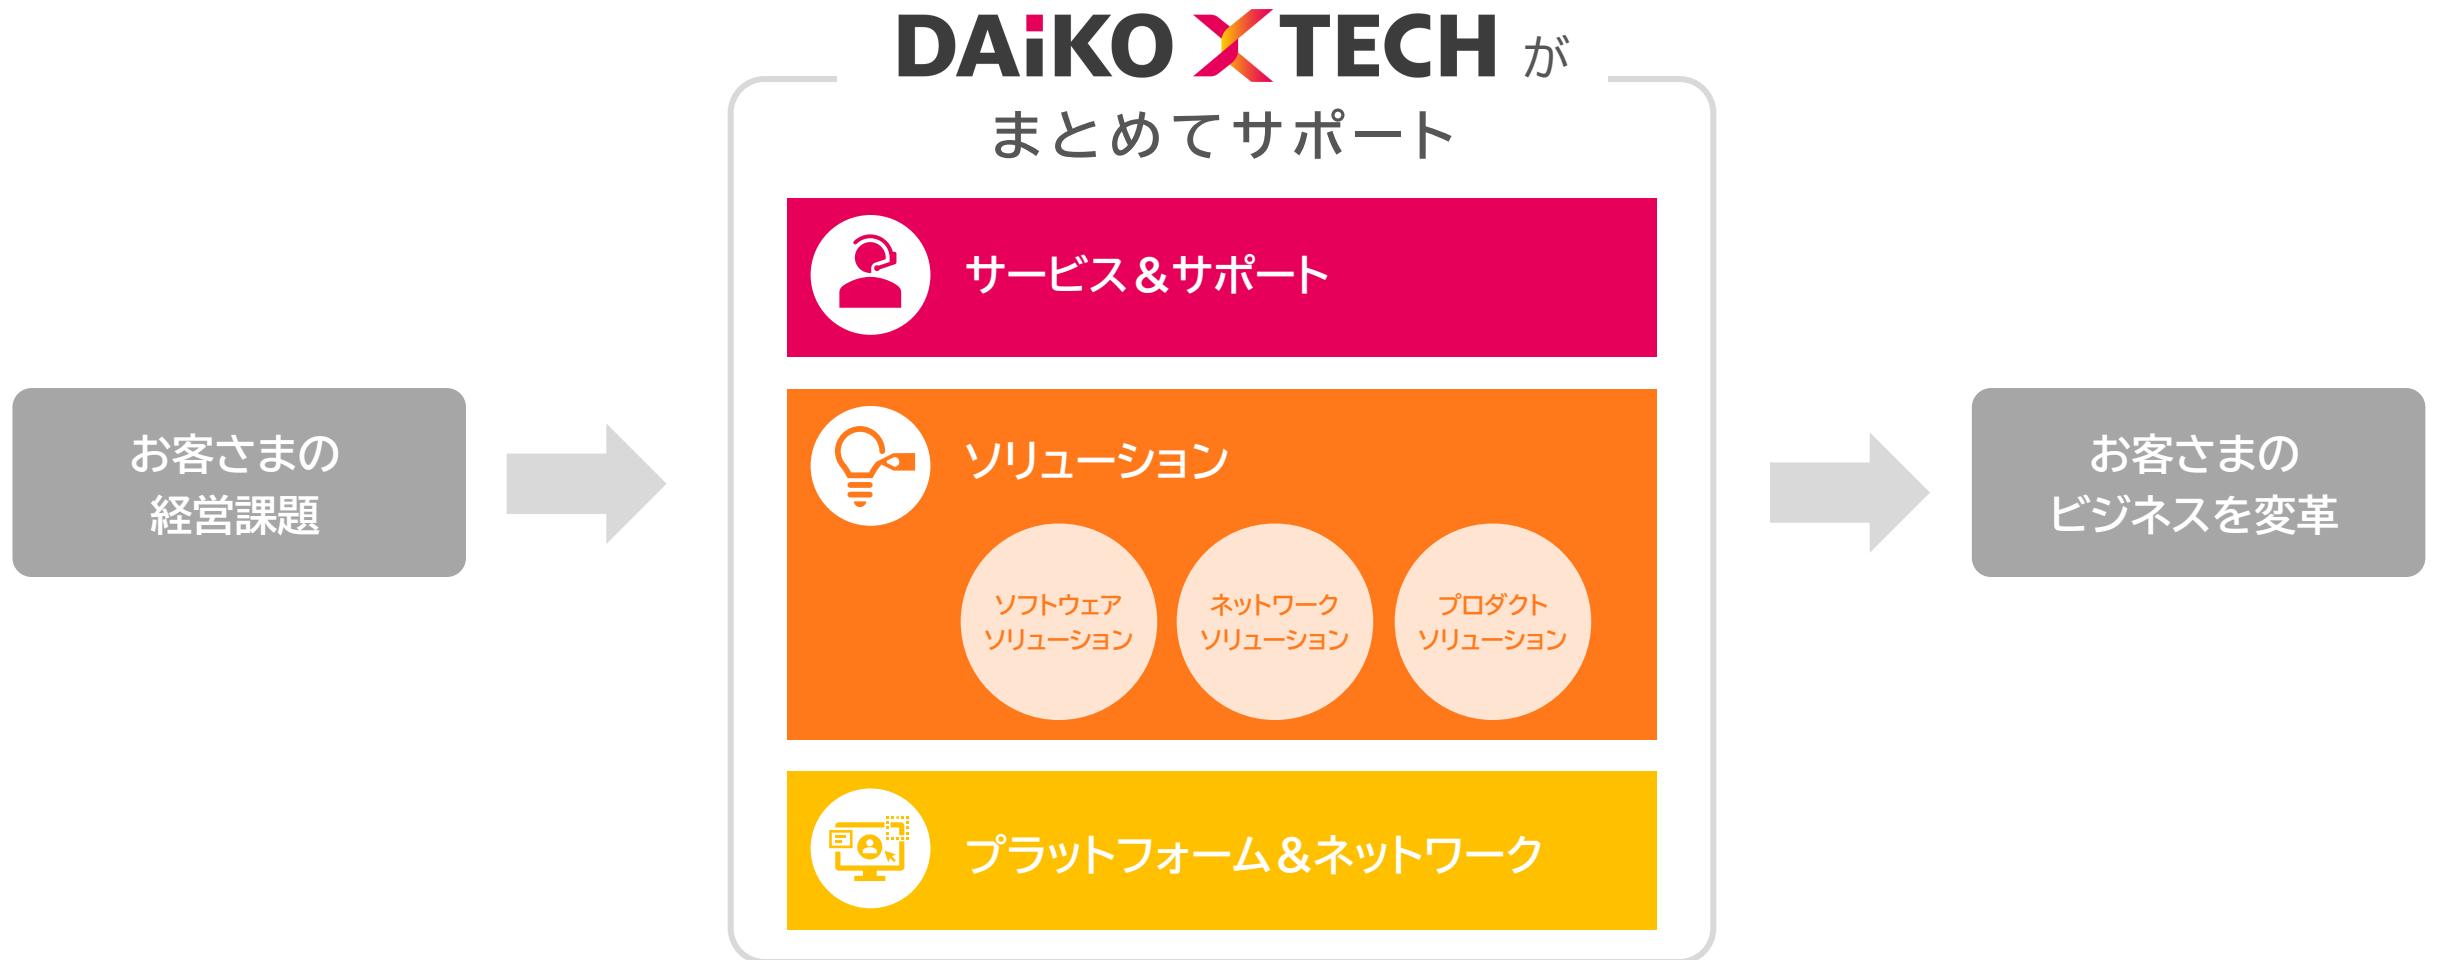 お客さまの
経営課題
DAiKO XTECH が
まとめてサポート
サービス&サポート
ソリューション
ソフトウェア
ソリューション
ネットワーク
ソリューション
プロダクト
ソリューション
プラットフォーム&ネットワーク
お客さまの
ビジネスを変革